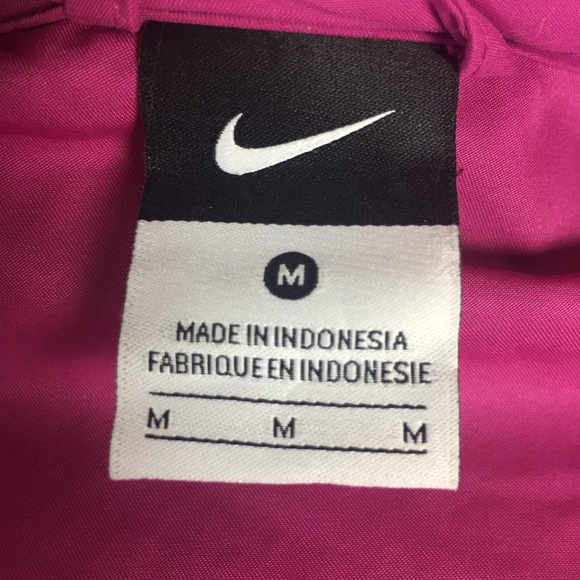 M
MADE IN INDONESIA
FABRIQUE EN INDONESIE
M M M